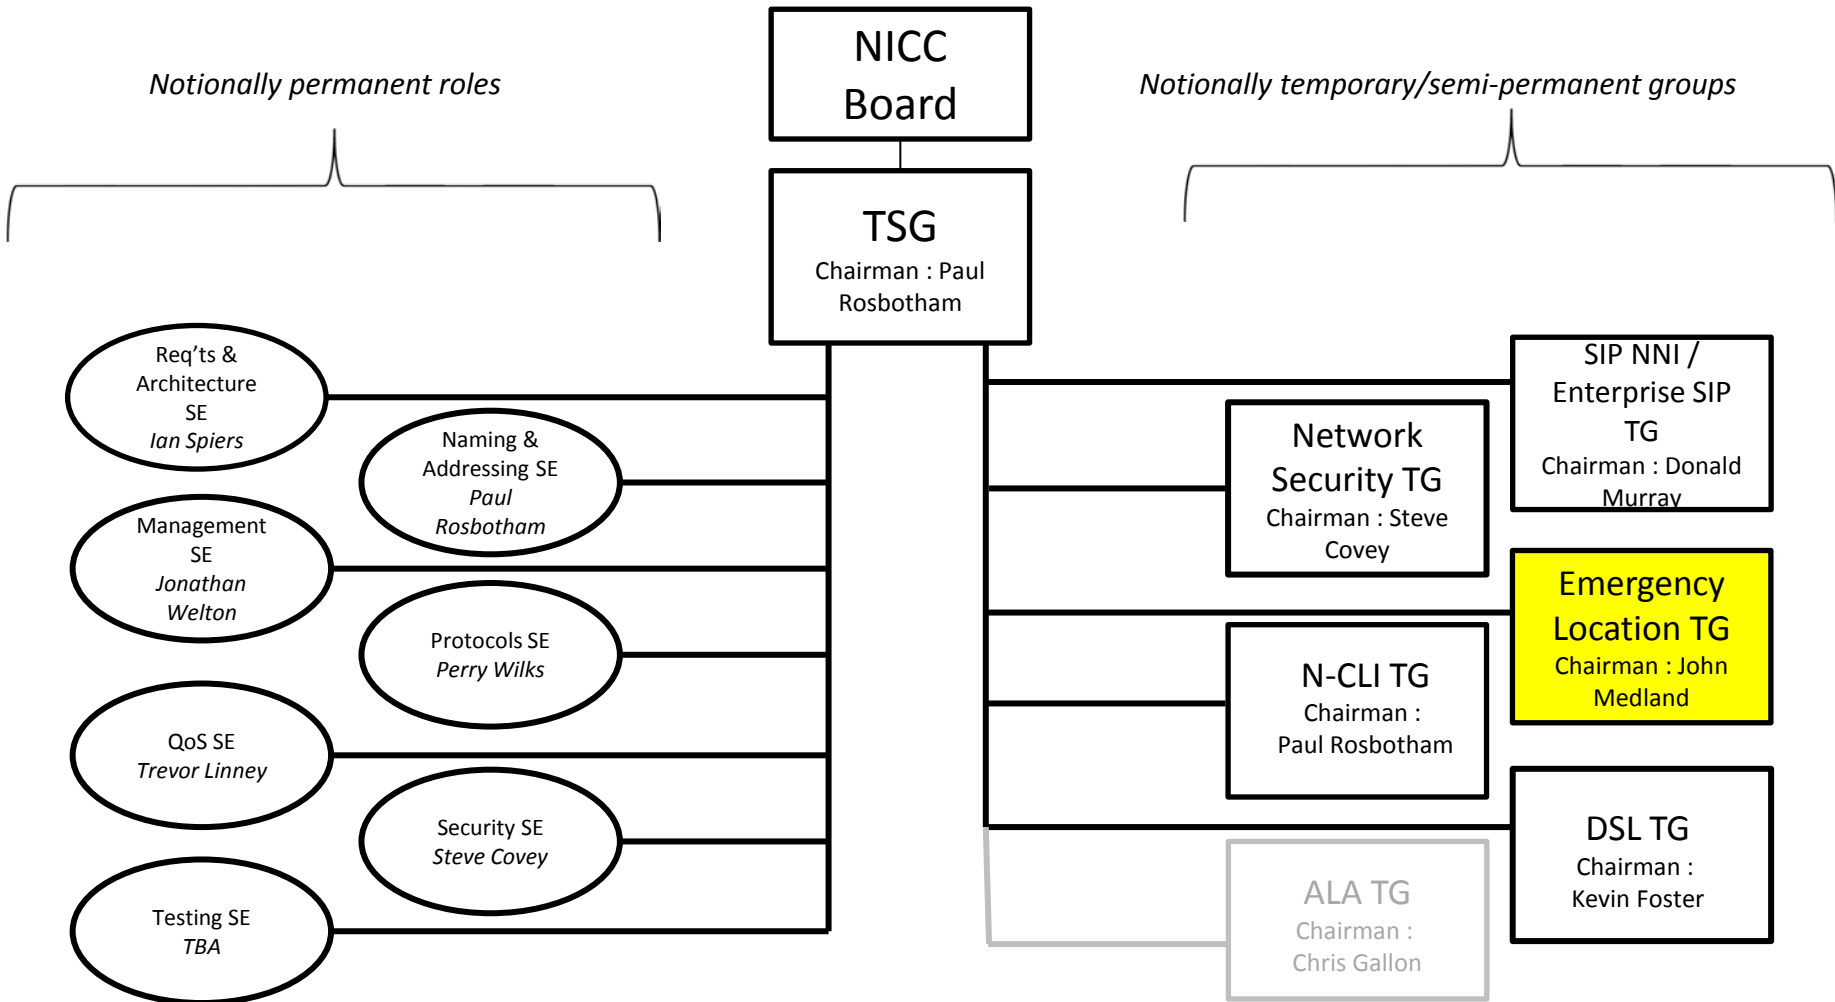 NICC
Board
Notionally permanent roles
Notionally temporary/semi-permanent groups
TSG
Chairman : Paul
Rosbotham
Req'ts &
Architecture
SE
Ian Spiers
Naming &
Addressing SE
Paul
Rosbotham
Management
SE
Jonathan
Welton
Protocols SE
Perry Wilks
QoS SE
Trevor Linney
Security SE
Steve Covey
Testing SE
TBA
SIP NNI /
Enterprise SIP
TG
Chairman : Donald
Murray
Network
Security TG
Chairman : Steve
Covey
Emergency
Location TG
Chairman : John
Medland
N-CLI TG
Chairman :
Paul Rosbotham
DSL TG
Chairman :
Kevin Foster
ALA TG
Chairman :
Chris Gallon